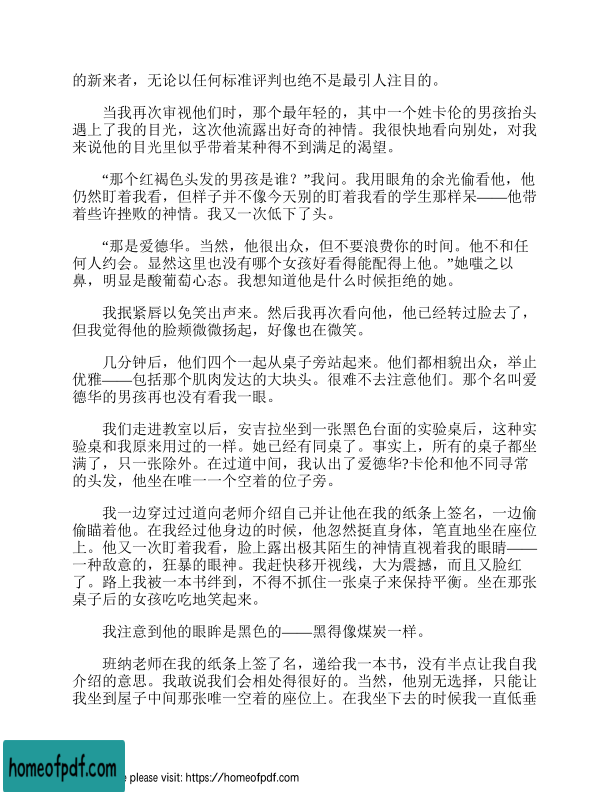 的新来者，无论以任何标准评判也绝不是最引人注目的。
当我再次审视他们时，那个最年轻的，其中一个姓卡伦的男孩抬头
遇上了我的目光，这次他流露出好奇的神情。我很快地看向别处，对我
来说他的目光里似乎带着某种得不到满足的渴望。
“那个红褐色头发的男孩是谁？”我问。我用眼角的余光偷看他，他
仍然盯着我看，但样子并不像今天别的盯着我看的学生那样呆——他带
着些许挫败的神情。我又一次低下了头。
“那是爱德华。当然，他很出众，但不要浪费你的时间。他不和任
何人约会。显然这里也没有哪个女孩好看得能配得上他。”她嗤之以
鼻，明显是酸葡萄心态。我想知道他是什么时候拒绝的她。
我抿紧唇以免笑出声来。然后我再次看向他，他已经转过脸去了，
但我觉得他的脸颊微微扬起，好像也在微笑。
几分钟后，他们四个一起从桌子旁站起来。他们都相貌出众，举止
优雅——包括那个肌肉发达的大块头。很难不去注意他们。那个名叫爱
德华的男孩再也没有看我一眼。
我们走进教室以后，安吉拉坐到一张黑色台面的实验桌后，这种实
验桌和我原来用过的一样。她已经有同桌了。事实上，所有的桌子都坐
满了，只一张除外。在过道中间，我认出了爱德华?卡伦和他不同寻常
的头发，他坐在唯一一个空着的位子旁。
我一边穿过过道向老师介绍自己并让他在我的纸条上签名，一边偷
偷瞄着他。在我经过他身边的时候，他忽然挺直身体，笔直地坐在座位
上。他又一次盯着我看，脸上露出极其陌生的神情直视着我的眼睛——
一种敌意的，狂暴的眼神。我赶快移开视线，大为震撼，而且又脸红
了。路上我被一本书绊到，不得不抓住一张桌子来保持平衡。坐在那张
桌子后的女孩吃吃地笑起来。
我注意到他的眼眸是黑色的——黑得像煤炭一样。
班纳老师在我的纸条上签了名，递给我一本书，没有半点让我自我
介绍的意思。我敢说我们会相处得很好的。当然，他别无选择，只能让
我坐到屋子中间那张唯一空着的座位上。在我坐下去的时候我一直低垂
homeofpdf.com
e please visit: https://homeofpdf.com